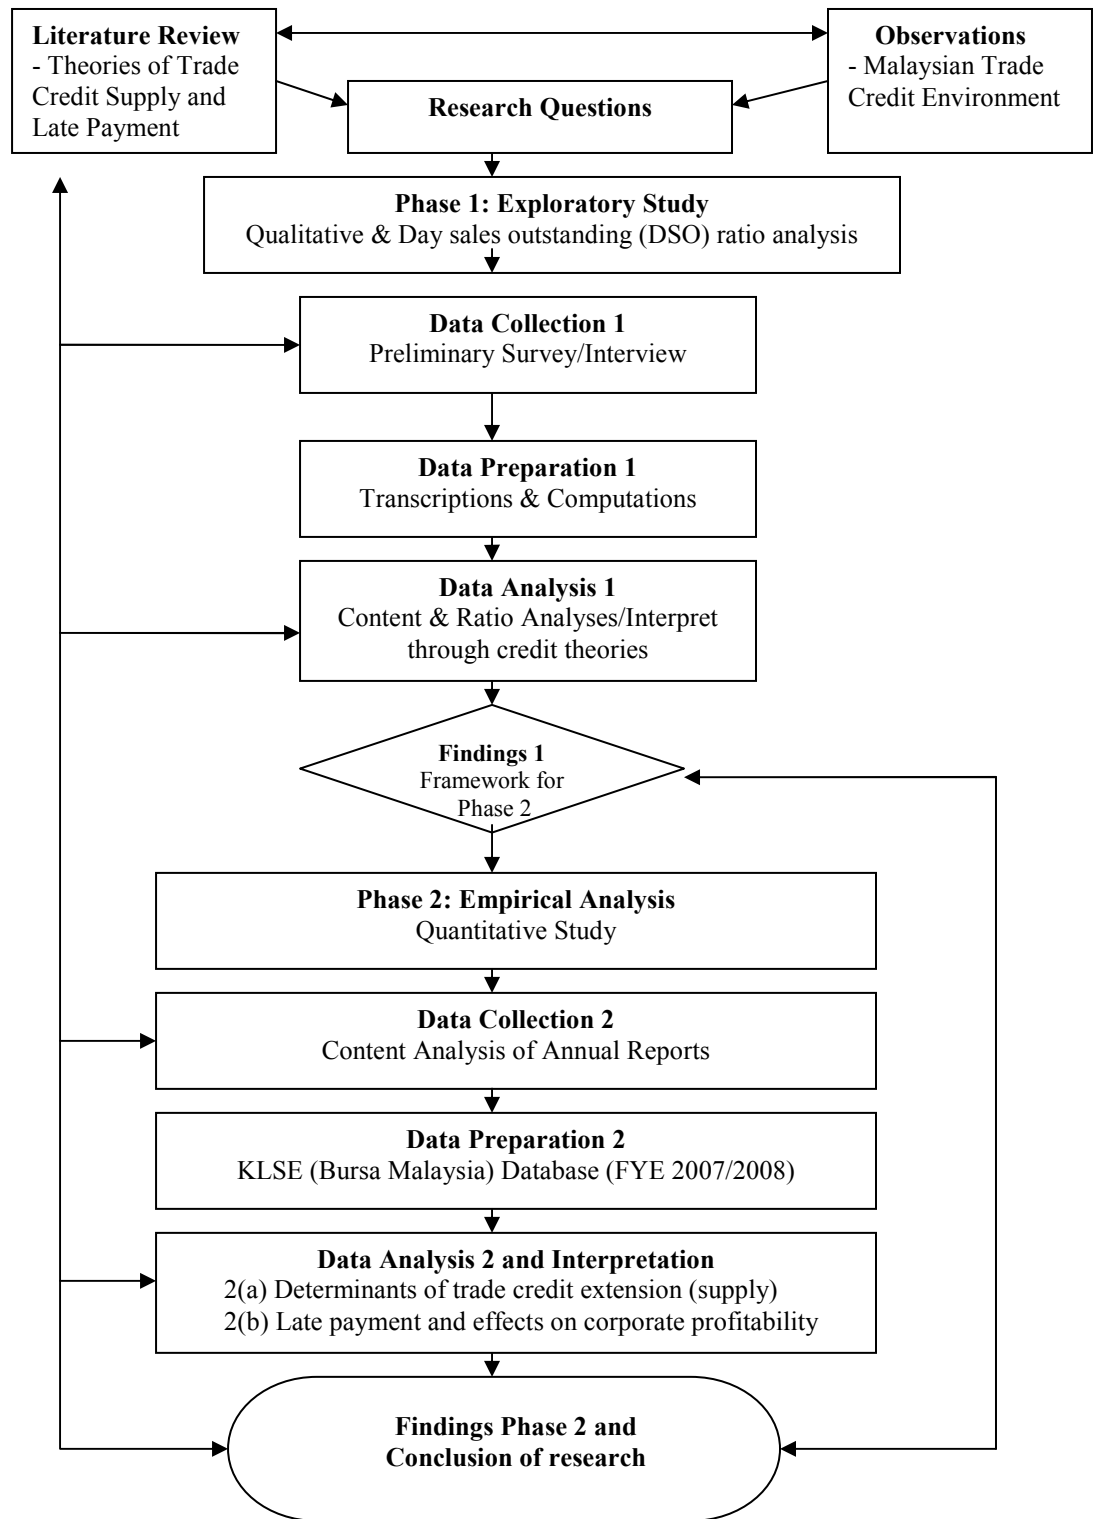 Literature Review
- Theories of Trade
Credit Supply and
Late Payment
Observations
- Malaysian Trade
Credit Environment
Research Questions
Phase 1: Exploratory Study
Qualitative & Day sales outstanding (DSO) ratio analysis
Data Collection 1
Preliminary Survey/Interview
Data Preparation 1
Transcriptions & Computations
Data Analysis 1
Content & Ratio Analyses/Interpret
through credit theories
Findings 1
Framework for
Phase 2
Phase 2: Empirical Analysis
Quantitative Study
Data Collection 2
Content Analysis of Annual Reports
Data Preparation 2
KLSE (Bursa Malaysia) Database (FYE 2007/2008)
Data Analysis 2 and Interpretation
2(a) Determinants of trade credit extension (supply)
2(b) Late payment and effects on corporate profitability
Findings Phase 2 and
Conclusion of research